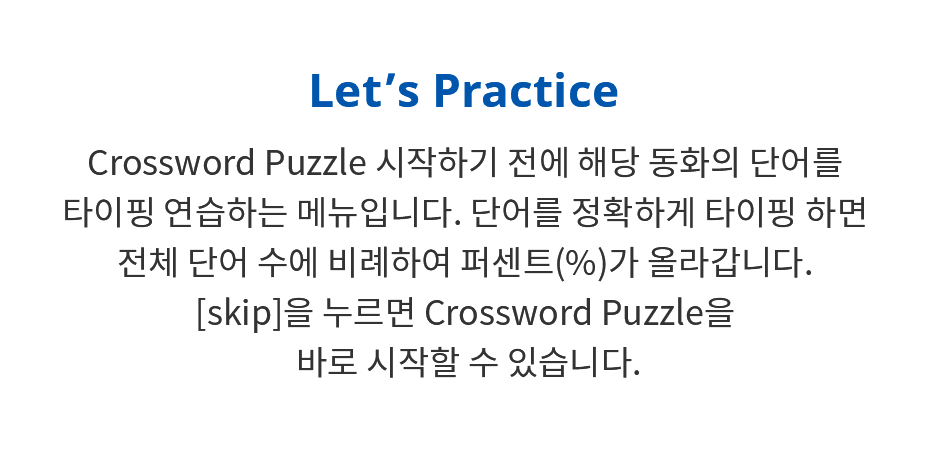 Let’s Practice
Crossword Puzzle 시작하기 전에 해당 동화의 단어를
타이핑 연습하는 메뉴입니다. 단어를 정확하게 타이핑 하면
전체 단어 수에 비례하여 퍼센트(%)가 올라갑니다.
[skip]을 누르면 Crossword Puzzle을
바로 시작할 수 있습니다.